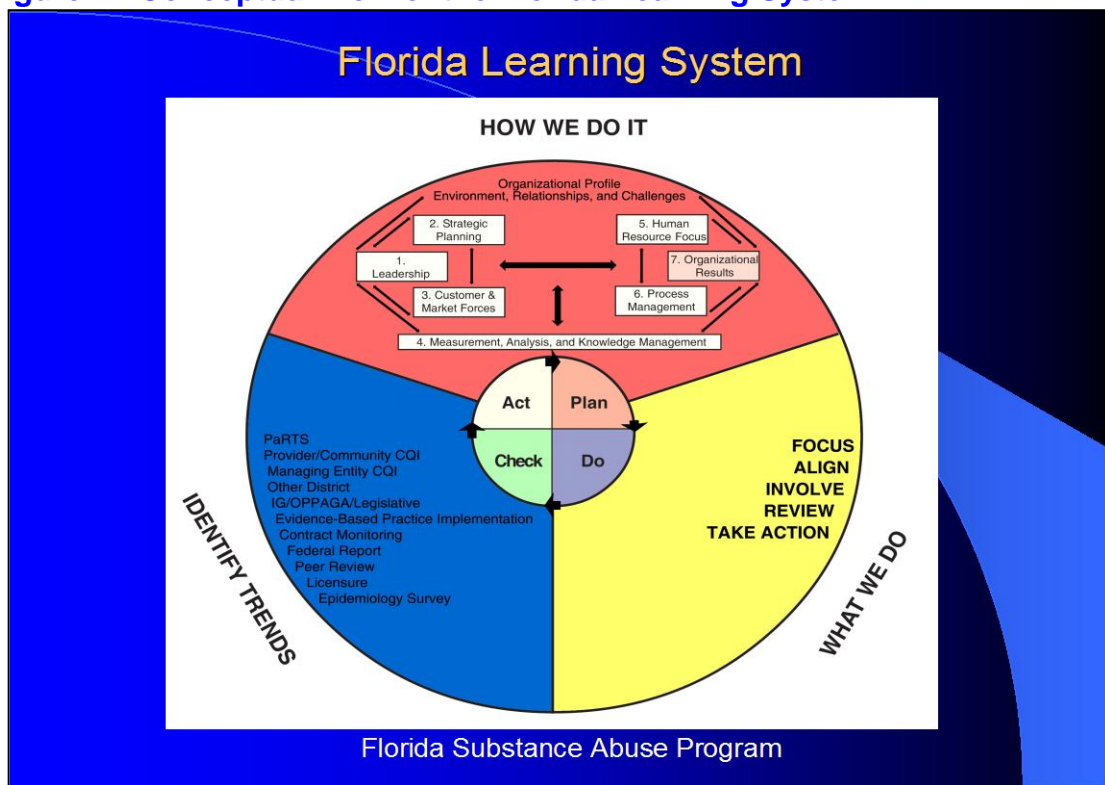 Florida Learning System
HOW WE DO IT
Organizational Profile
Environment, Relationships, and Challenges
2. Strategic
Planning
5. Human
Resource Focus
1.
Leadership
7. Organizational
Results
3. Customer &
Market Forces
6. Process
Management
4. Measurement, Analysis, and Knowledge Management
Act
Plan
Check
Do
PaRTS
Provider/Community CQI
Managing Entity CQI
Other District
IG/OPPAGA/Legislative
Evidence-Based Practice Implementation
Contract Monitoring
Federal Report
Peer Review
Licensure
Epidemiology Survey
IDENTIFY TRENDS
FOCUS
ALIGN
INVOLVE
REVIEW
TAKE ACTION
WHAT WE DO
Florida Substance Abuse Program